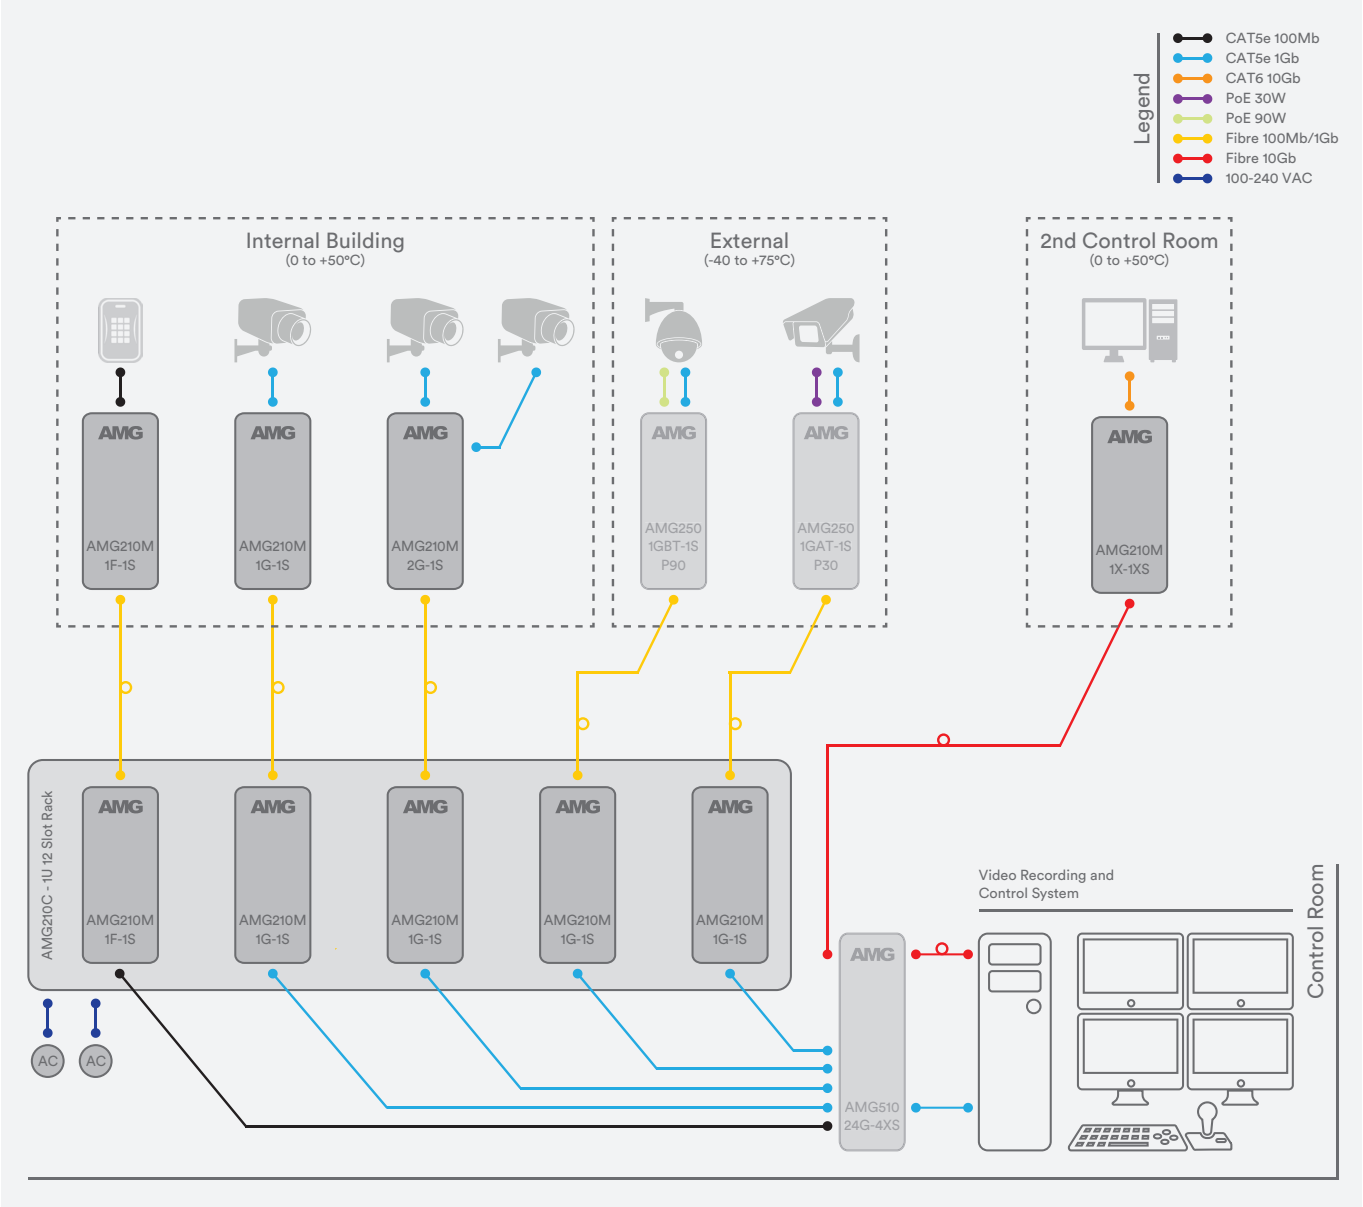 Legend
CAT5e 100Mb
CAT5e 1Gb
CAT6 10Gb
PoE 30W
PoE 90W
Fibre 100Mb/1Gb
Fibre 10Gb
100-240 VAC
Internal Building
(0 to +50°C)
External
(-40 to +75°C)
2nd Control Room
(0 to +50°C)
AMG
AMG210M
1F-1S
AMG
AMG210M
1G-1S
AMG
AMG210M
2G-1S
AMG
AMG250
1GBT-1S
P90
AMG
AMG250
1GAT-1S
P30
AMG
AMG210M
1X-1XS
AMG210C - 1U 12 Slot Rack
AMG
AMG210M
1F-1S
AMG
AMG210M
1G-1S
AMG
AMG210M
1G-1S
AMG
AMG210M
1G-1S
AMG
AMG210M
1G-1S
AC
AC
AMG
AMG510
24G-4XS
Video Recording and
Control System
Control Room